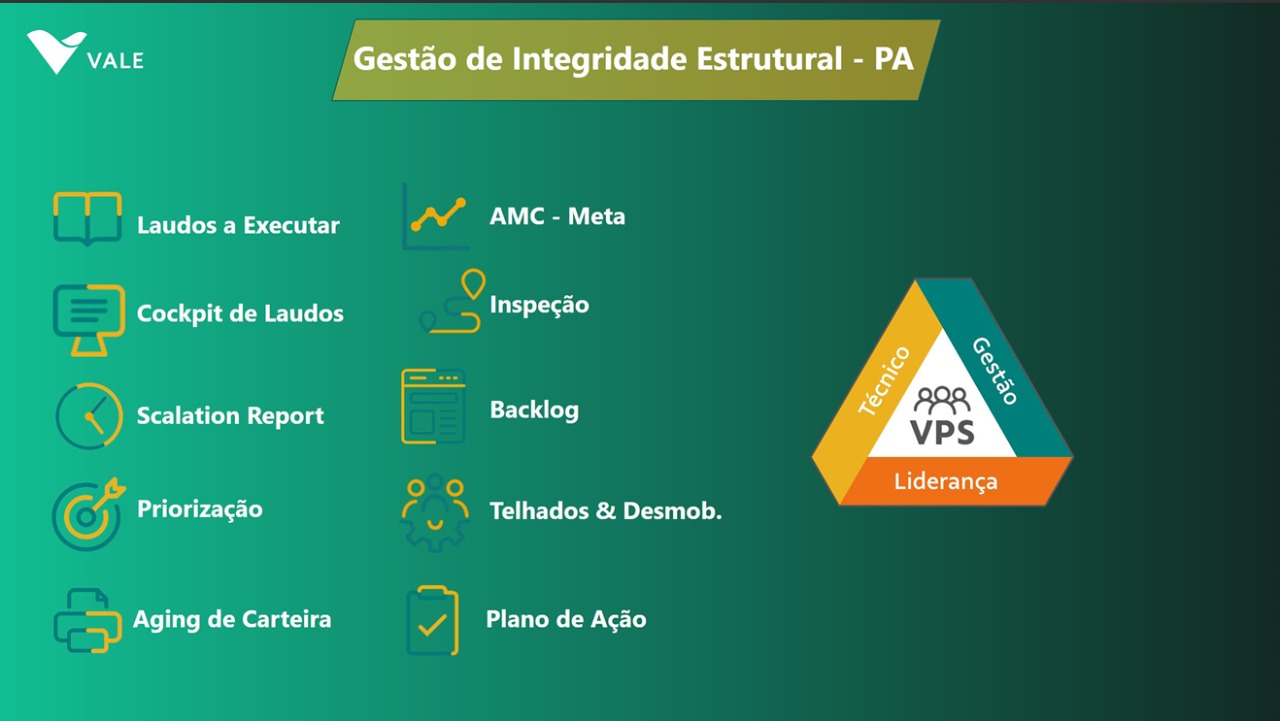 VALE
Gestão de Integridade Estrutural - PA
Laudos a Executar
Cockpit de Laudos
Scalation Report
Priorização
Aging de Carteira
AMC - Meta
Inspeção
Backlog
Telhados & Desmob.
Plano de Ação
Técnico
Gestão
VPS
Liderança